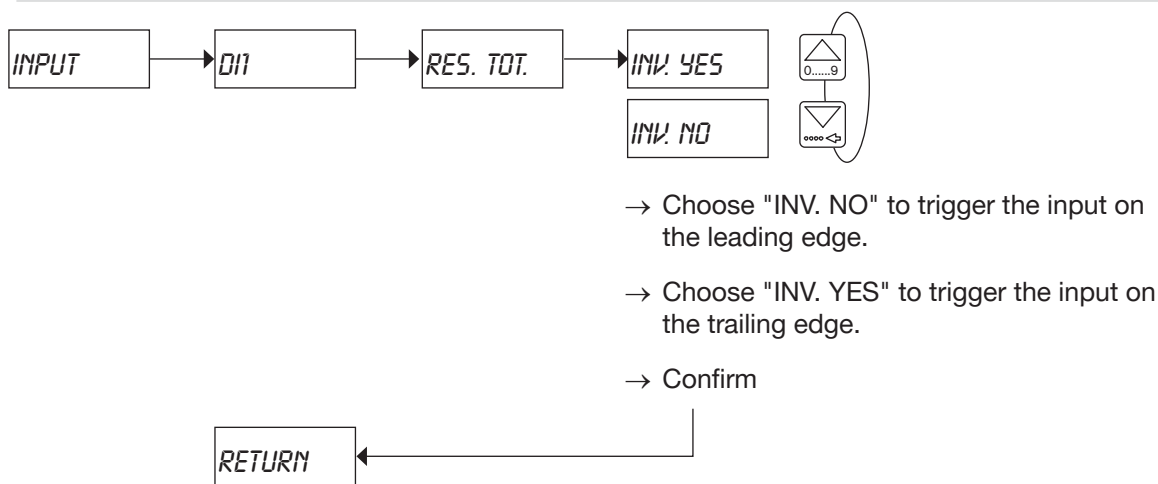 INPUT
DI1
RES. TOT.
INV. YES
0......9
INV. NO
→ Choose "INV. NO" to trigger the input on
the leading edge.
→ Choose "INV. YES" to trigger the input on
the trailing edge.
→ Confirm
RETURN